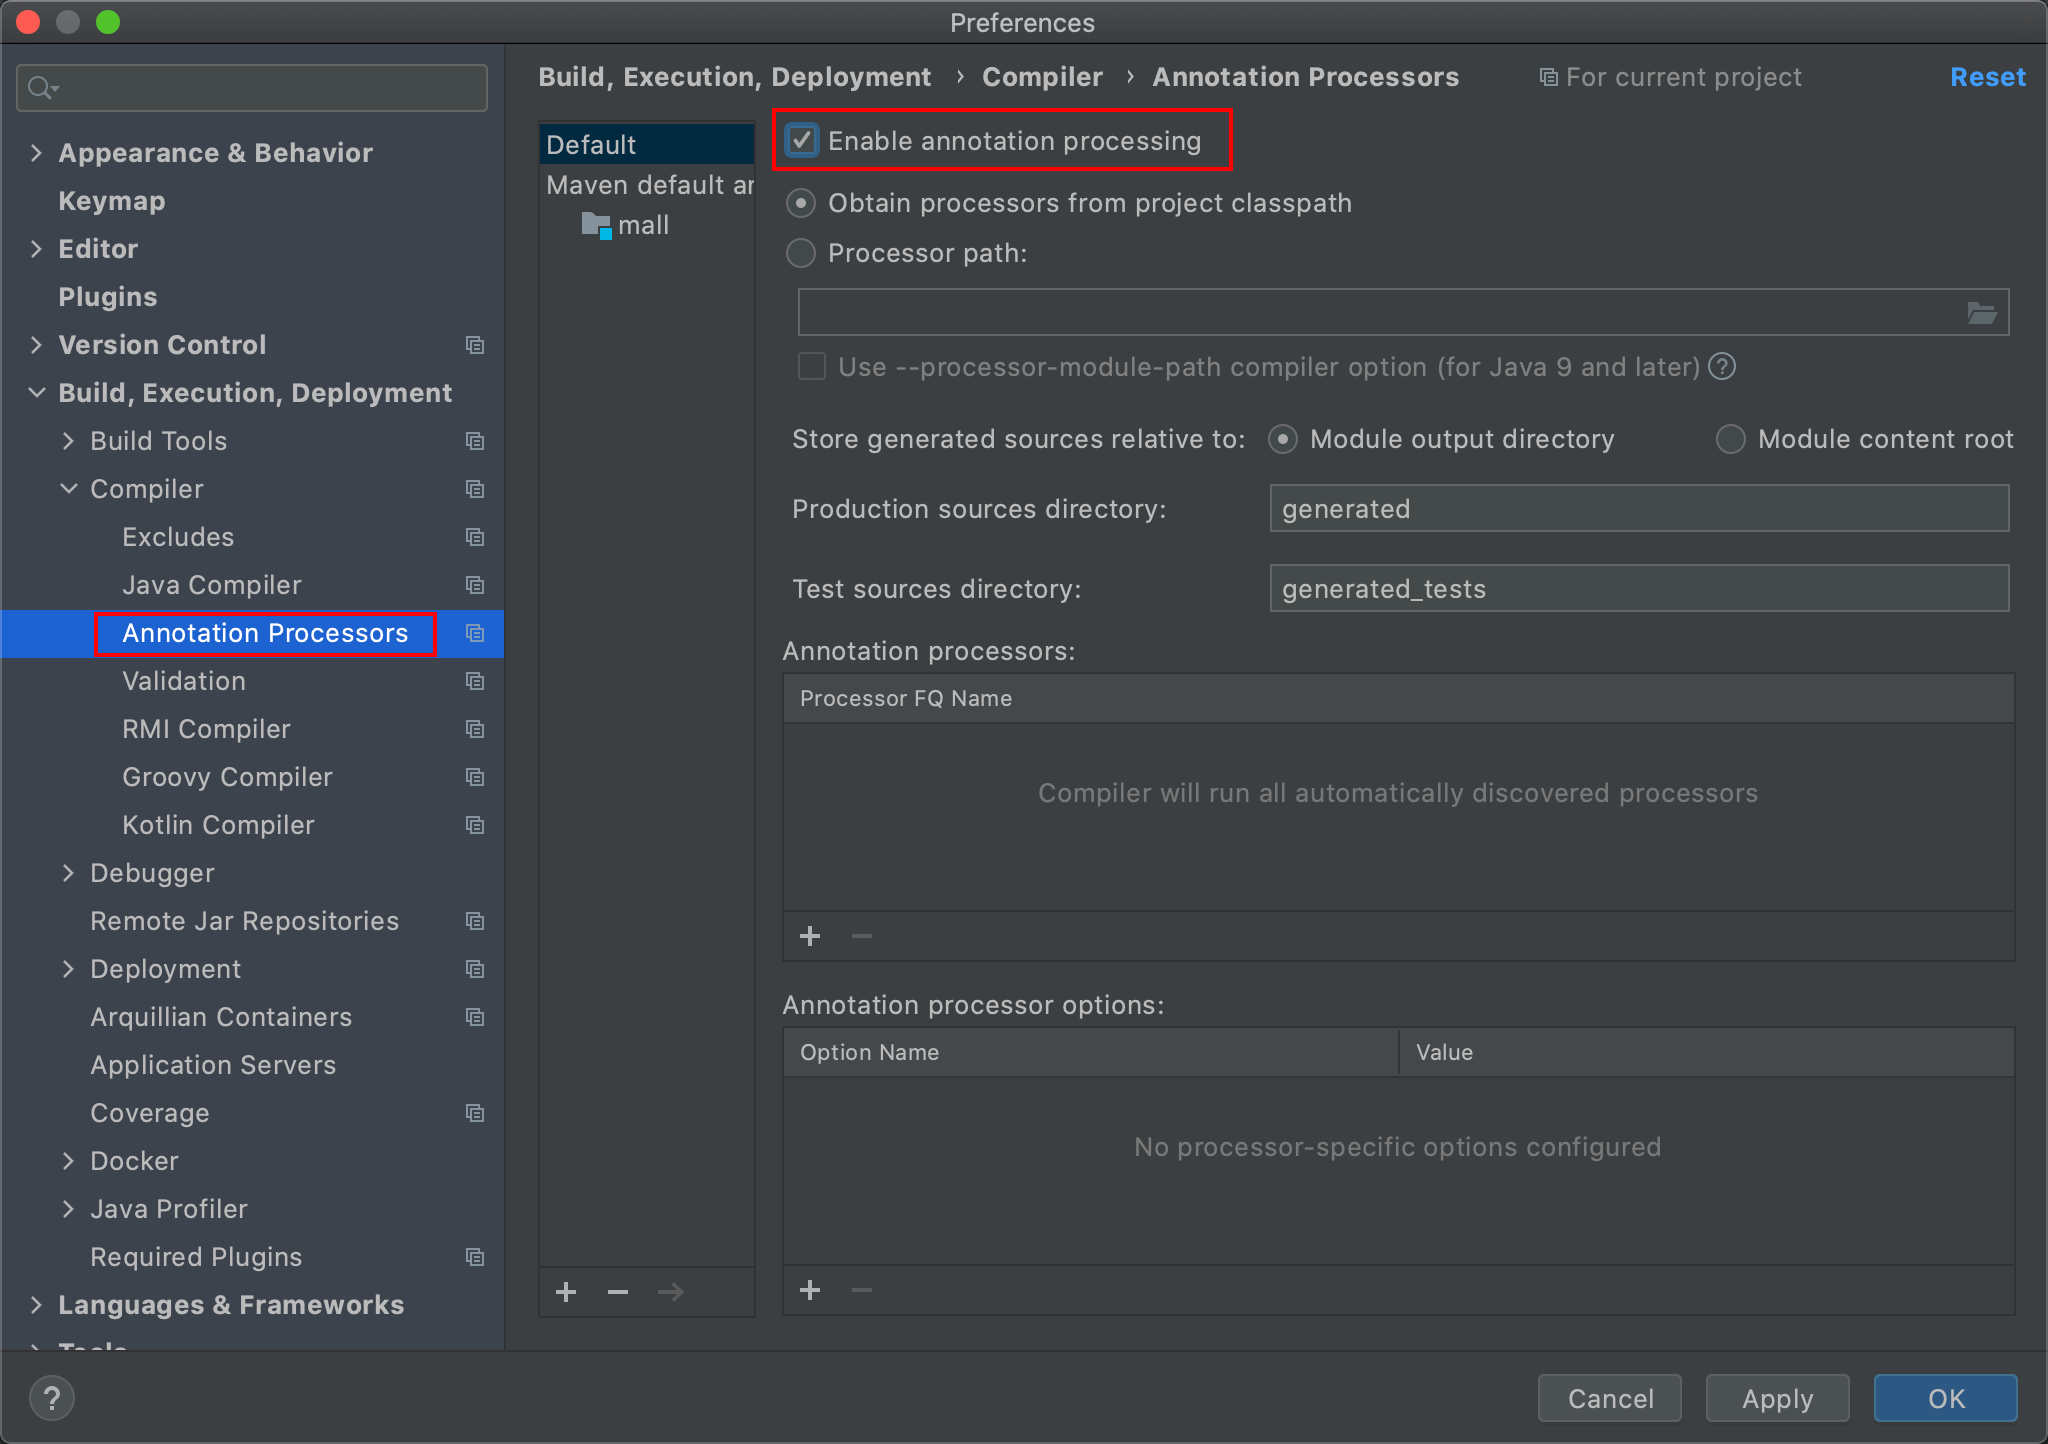 Preferences
Build, Execution, Deployment › Compiler › Annotation Processors
For current project
Reset
Appearance & Behavior
Keymap
Editor
Plugins
Version Control
Build, Execution, Deployment
Build Tools
Compiler
Excludes
Java Compiler
Annotation Processors
Validation
RMI Compiler
Groovy Compiler
Kotlin Compiler
Debugger
Remote Jar Repositories
Deployment
Arquillian Containers
Application Servers
Coverage
Docker
Java Profiler
Required Plugins
Languages & Frameworks
Tools
Default
Maven default an
mall
Enable annotation processing
Obtain processors from project classpath
Processor path:
Use --processor-module-path compiler option (for Java 9 and later)
Store generated sources relative to: Module output directory Module content root
Production sources directory: generated
Test sources directory: generated_tests
Annotation processors:
Processor FQ Name
Compiler will run all automatically discovered processors
Annotation processor options:
Option Name Value
No processor-specific options configured
Cancel Apply OK